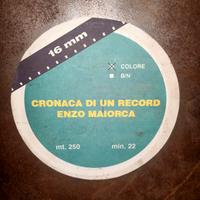 16 mm
COLORE
B/N
CRONACA DI UN RECORD
ENZO MAIORCA
mt. 250 min. 22